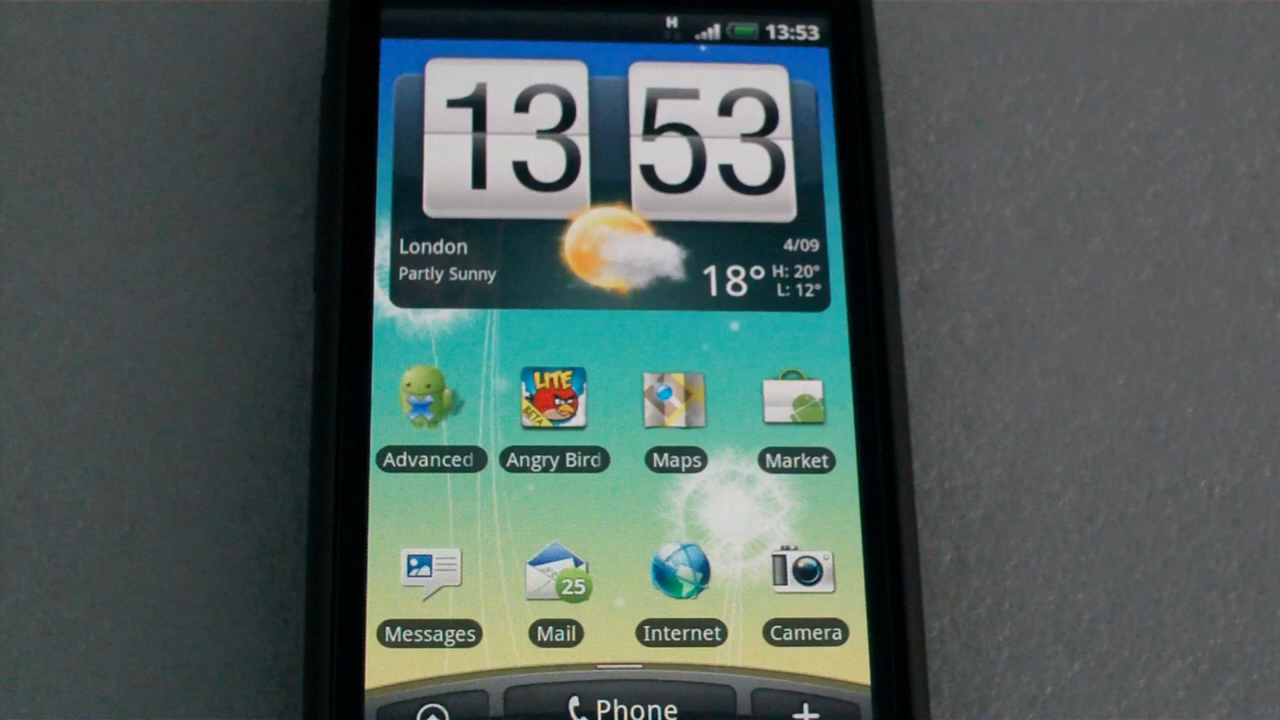 H 13:53
13 53
London
Partly Sunny
4/09
18° H: 20°
L: 12°
LITE
BETA
Advanced Angry Bird Maps Market
25
Messages Mail Internet Camera
Phone